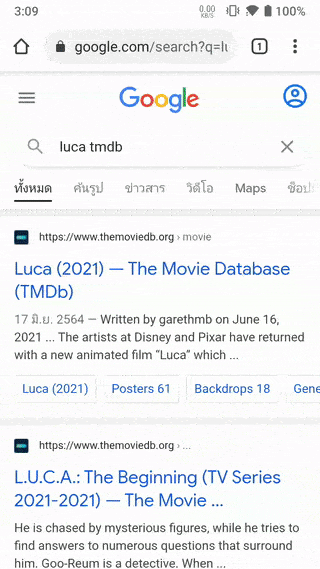 3:09
0.00
KB/S
100%
google.com/search?q=lu
1
Google
luca tmdb
ทั้งหมด ค้นรูป ข่าวสาร วิดีโอ Maps ช็อปปิ
https://www.themoviedb.org › movie
Luca (2021) — The Movie Database
(TMDb)
17 มิ.ย. 2564 — Written by garethmb on June 16,
2021 ... The artists at Disney and Pixar have returned
with a new animated film “Luca” which ...
Luca (2021) Posters 61 Backdrops 18 Gene
https://www.themoviedb.org › ...
L.U.C.A.: The Beginning (TV Series
2021-2021) — The Movie ...
He is chased by mysterious figures, while he tries to
find answers to numerous questions that surround
him. Goo-Reum is a detective. When ...